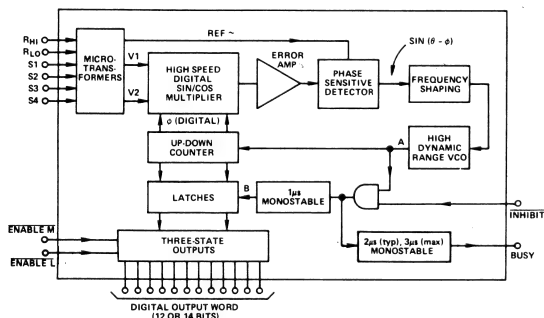 REF ~
SIN (θ - ϕ)
RHI
RLO
S1
S2
S3
S4
MICRO-
TRANS-
FORMERS
V1
V2
HIGH SPEED
DIGITAL
SIN/COS
MULTIPLIER
ERROR
AMP
PHASE
SENSITIVE
DETECTOR
FREQUENCY
SHAPING
ϕ (DIGITAL)
UP-DOWN
COUNTER
A
HIGH
DYNAMIC
RANGE VCO
LATCHES
B
1μs
MONOSTABLE
INHIBIT
ENABLE M
ENABLE L
THREE-STATE
OUTPUTS
2μs (typ), 3μs (max)
MONOSTABLE
BUSY
DIGITAL OUTPUT WORD
(12 OR 14 BITS)